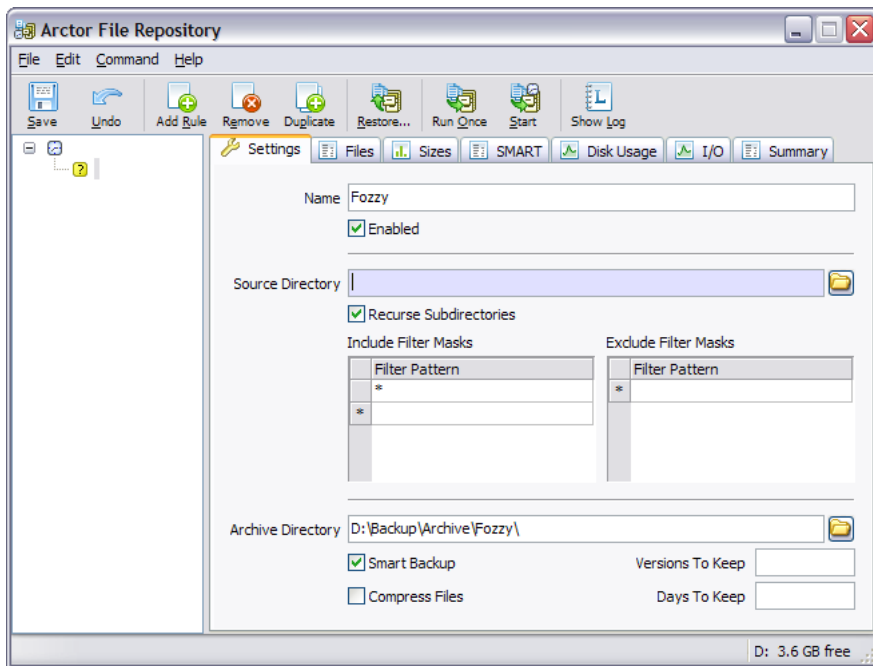 Arctor File Repository
File Edit Command Help
Save Undo Add Rule Remove Duplicate Restore... Run Once Start Show Log
Settings Files Sizes SMART Disk Usage I/O Summary
Name Fozzy
Enabled
Source Directory
Recurse Subdirectories
Include Filter Masks Exclude Filter Masks
Filter Pattern Filter Pattern
* *
*
Archive Directory D:\Backup\Archive\Fozzy\
Smart Backup Versions To Keep
Compress Files Days To Keep
D: 3.6 GB free